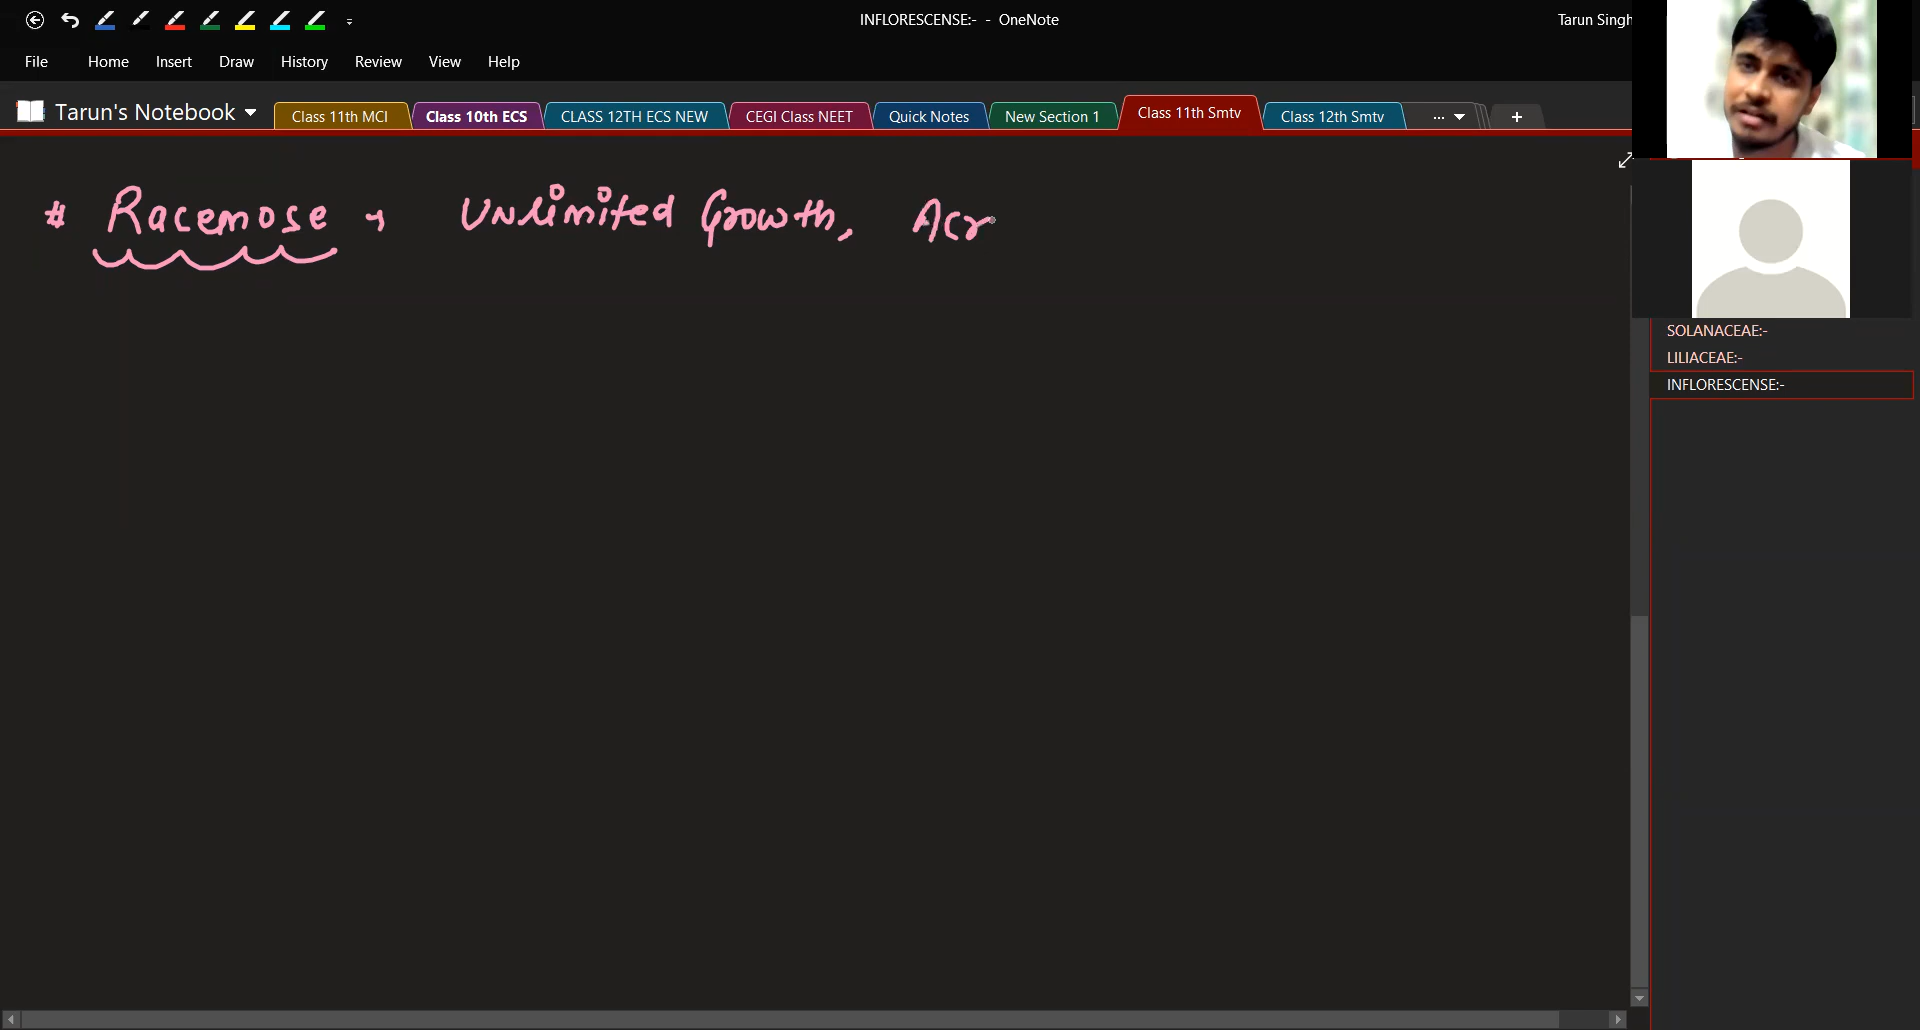 INFLORESCENSE:- - OneNote
Tarun Singh
File Home Insert Draw History Review View Help
Tarun's Notebook
Class 11th MCI
Class 10th ECS
CLASS 12TH ECS NEW
CEGI Class NEET
Quick Notes
New Section 1
Class 11th Smtv
Class 12th Smtv
...
+
# Racemose → Unlimited Growth, Acr
SOLANACEAE:-
LILIACEAE:-
INFLORESCENSE:-